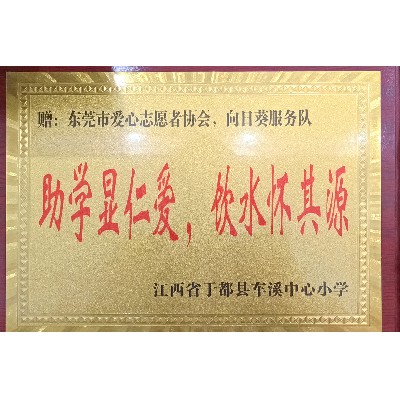 赠：东莞市爱心志愿者协会、向日葵服务队
助学显仁爱，饮水怀其源
江西省于都县车溪中心小学